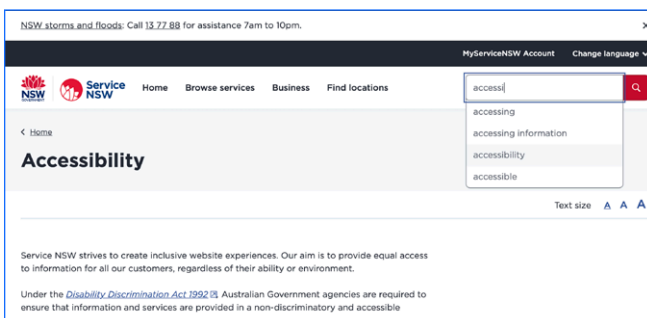 NSW storms and floods: Call 13 77 88 for assistance 7am to 10pm.
MyServiceNSW Account Change language
NSW GOVERNMENT Service NSW Home Browse services Business Find locations
accessi
accessing
accessing information
accessibility
accessible
Home
Accessibility
Text size A A A
Service NSW strives to create inclusive website experiences. Our aim is to provide equal access
to information for all our customers, regardless of their ability or environment.
Under the Disability Discrimination Act 1992 Australian Government agencies are required to
ensure that information and services are provided in a non-discriminatory and accessible